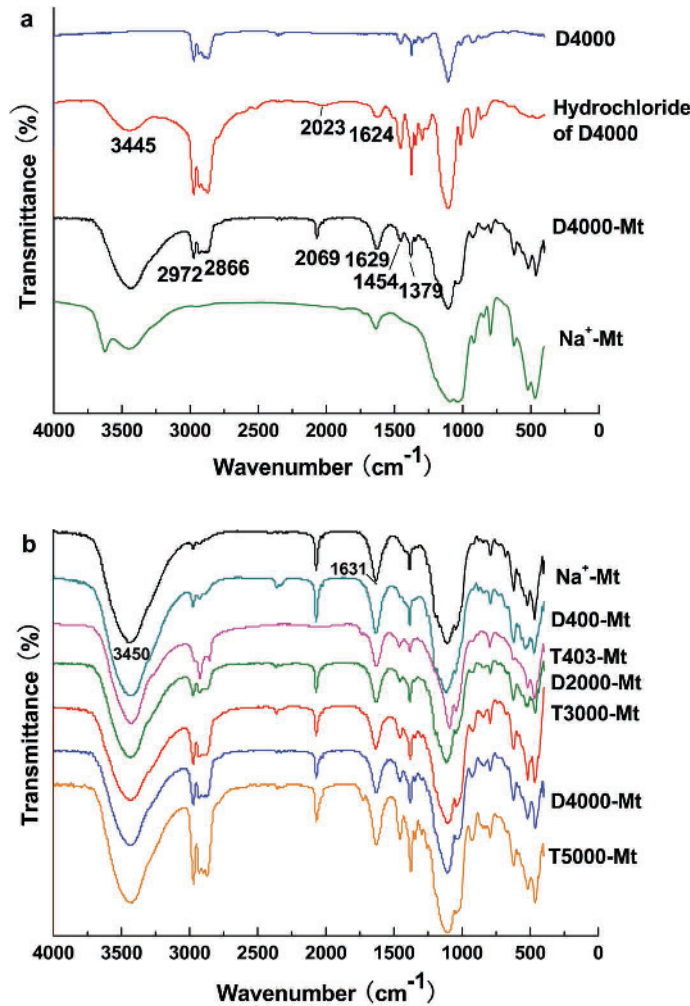 a
D4000
Hydrochloride
of D4000
3445
2023
1624
D4000-Mt
2972
2866
2069
1629
1454
1379
Na⁺-Mt
Transmittance (%)
4000 3500 3000 2500 2000 1500 1000 500 0
Wavenumber (cm⁻¹)
b
1631
Na⁺-Mt
3450
D400-Mt
T403-Mt
D2000-Mt
T3000-Mt
D4000-Mt
T5000-Mt
Transmittance (%)
4000 3500 3000 2500 2000 1500 1000 500 0
Wavenumber (cm⁻¹)